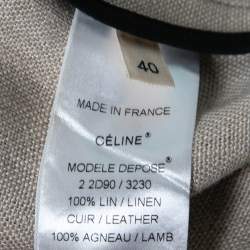 40
MADE IN FRANCE
CÉLINE®
MODELE DEPOSE®
2 2D90 / 3230
100% LIN / LINEN
CUIR / LEATHER
100% AGNEAU / LAMB